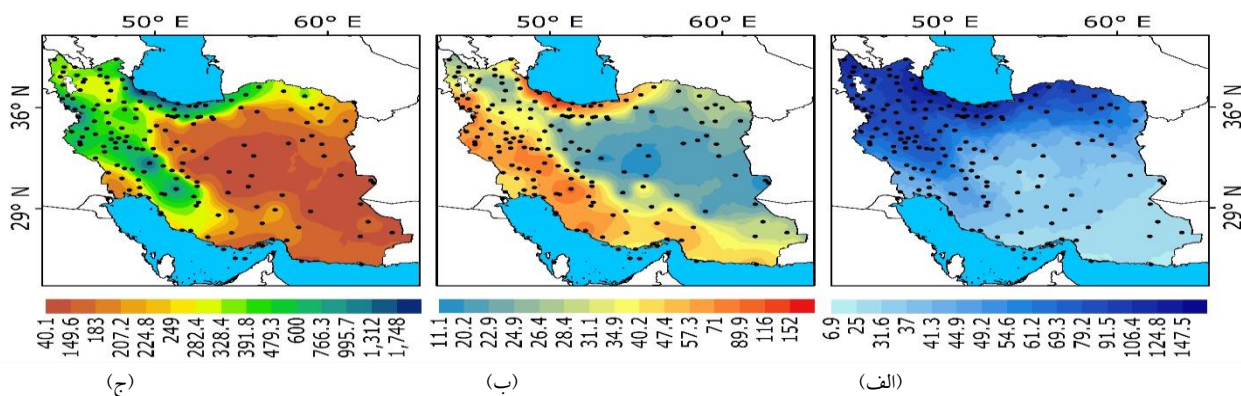 50° E 60° E 50° E 60° E 50° E 60° E
36° N 36° N
29° N 29° N
40.1 149.6 183 207.2 224.8 249 282.4 328.4 391.8 479.3 600 766.3 995.7 1,312 1,748
11.1 20.2 22.9 24.9 26.4 28.4 31.1 34.9 40.2 47.4 57.3 71 89.9 116 152
6.9 25 31.6 37 41.3 44.9 49.2 54.6 61.2 69.3 79.2 91.5 106.4 124.8 147.5
(ج) (ب) (الف)